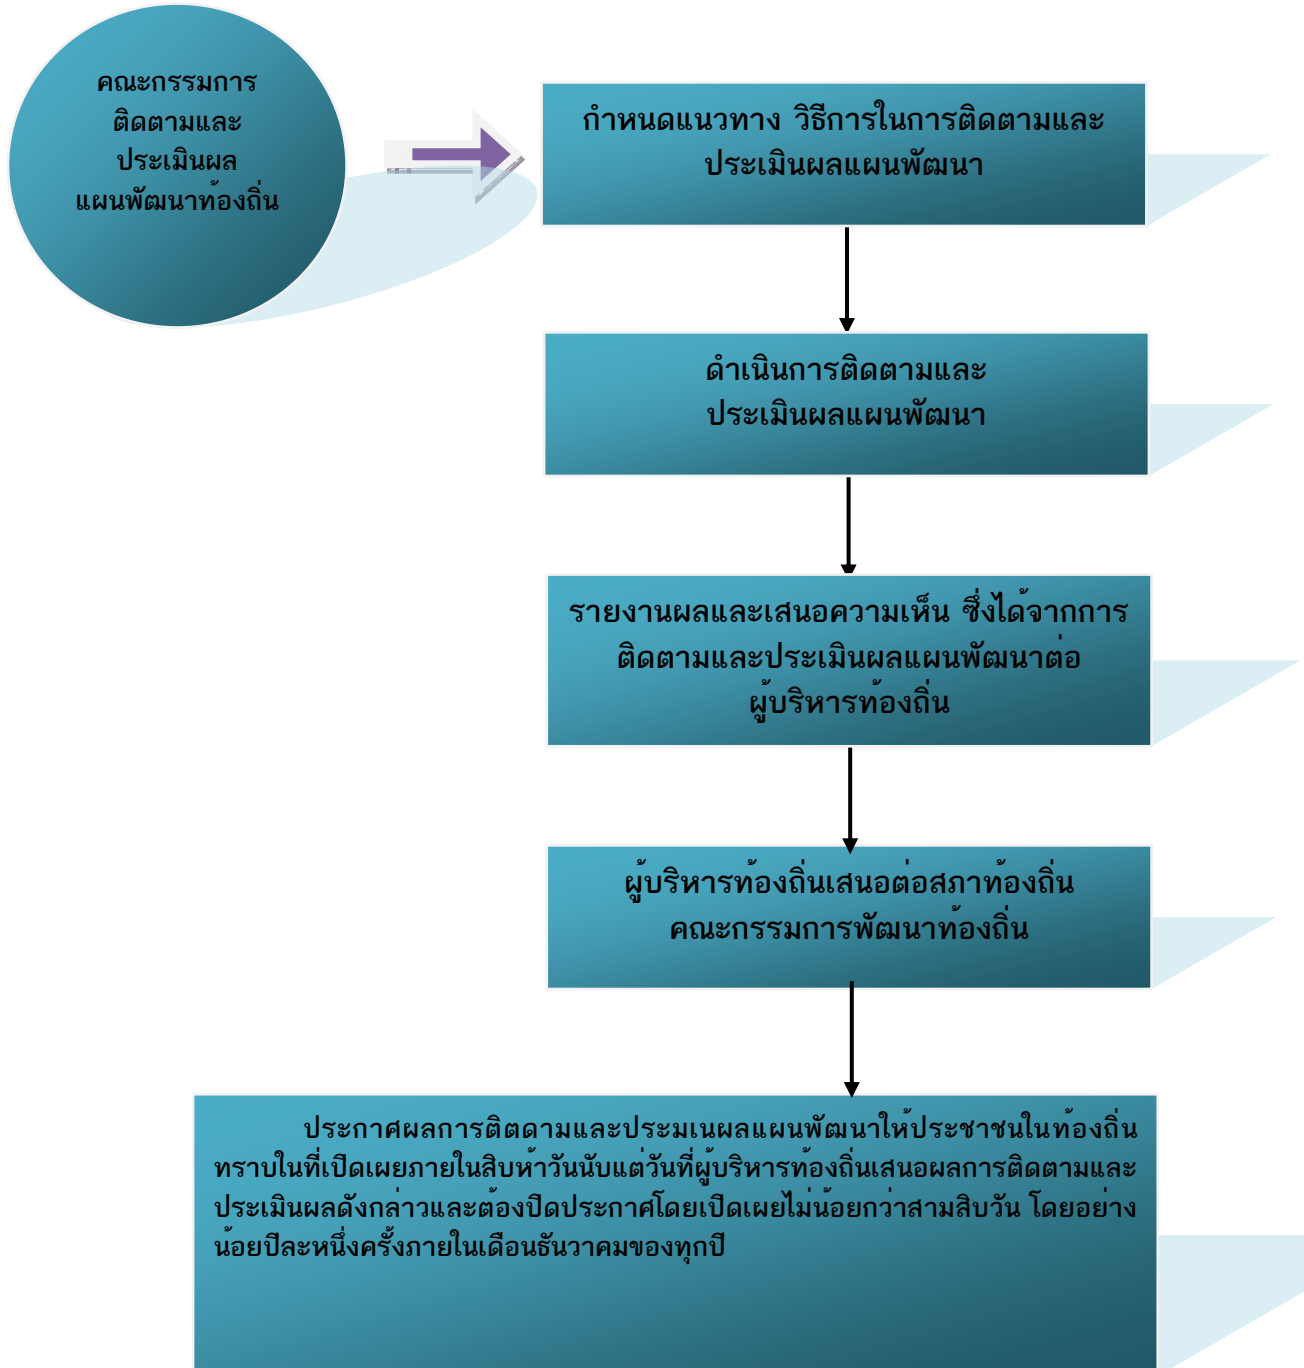 คณะกรรมการ
ติดตามและ
ประเมินผล
แผนพัฒนาท้องถิ่น
กำหนดแนวทาง วิธีการในการติดตามและ
ประเมินผลแผนพัฒนา
ดำเนินการติดตามและ
ประเมินผลแผนพัฒนา
รายงานผลและเสนอความเห็น ซึ่งได้จากการ
ติดตามและประเมินผลแผนพัฒนาต่อ
ผู้บริหารท้องถิ่น
ผู้บริหารท้องถิ่นเสนอต่อสภาท้องถิ่น
คณะกรรมการพัฒนาท้องถิ่น
ประกาศผลการติตดามและประมเนผลแผนพัฒนาให้ประชาชนในท้องถิ่น
ทราบในที่เปิดเผยภายในสิบห้าวันนับแต่วันที่ผู้บริหารท้องถิ่นเสนอผลการติดตามและ
ประเมินผลดังกล่าวและต้องปิดประกาศโดยเปิดเผยไม่น้อยกว่าสามลิบวัน โดยอย่าง
น้อยปีละหนึ่งครั้งภายในเดือนธันวาคมของทุกปี